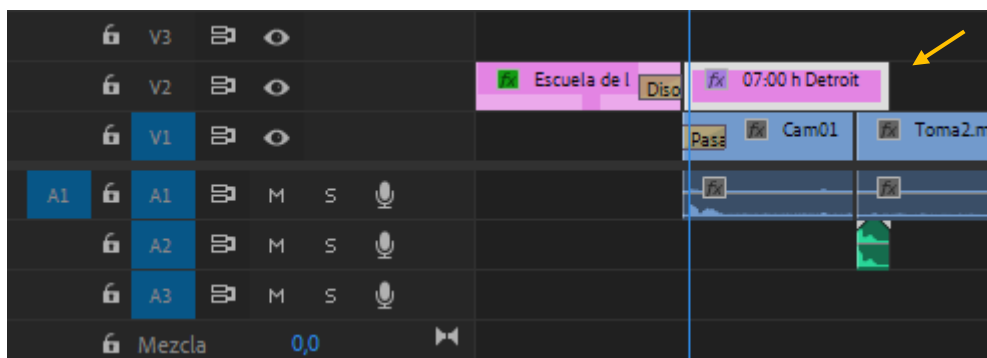 V3
V2 fx Escuela de l Diso fx 07:00 h Detroit
V1 Pasa fx Cam01 fx Toma2.m
A1 A1 M S fx fx
A2 M S
A3 M S
Mezcla 0,0